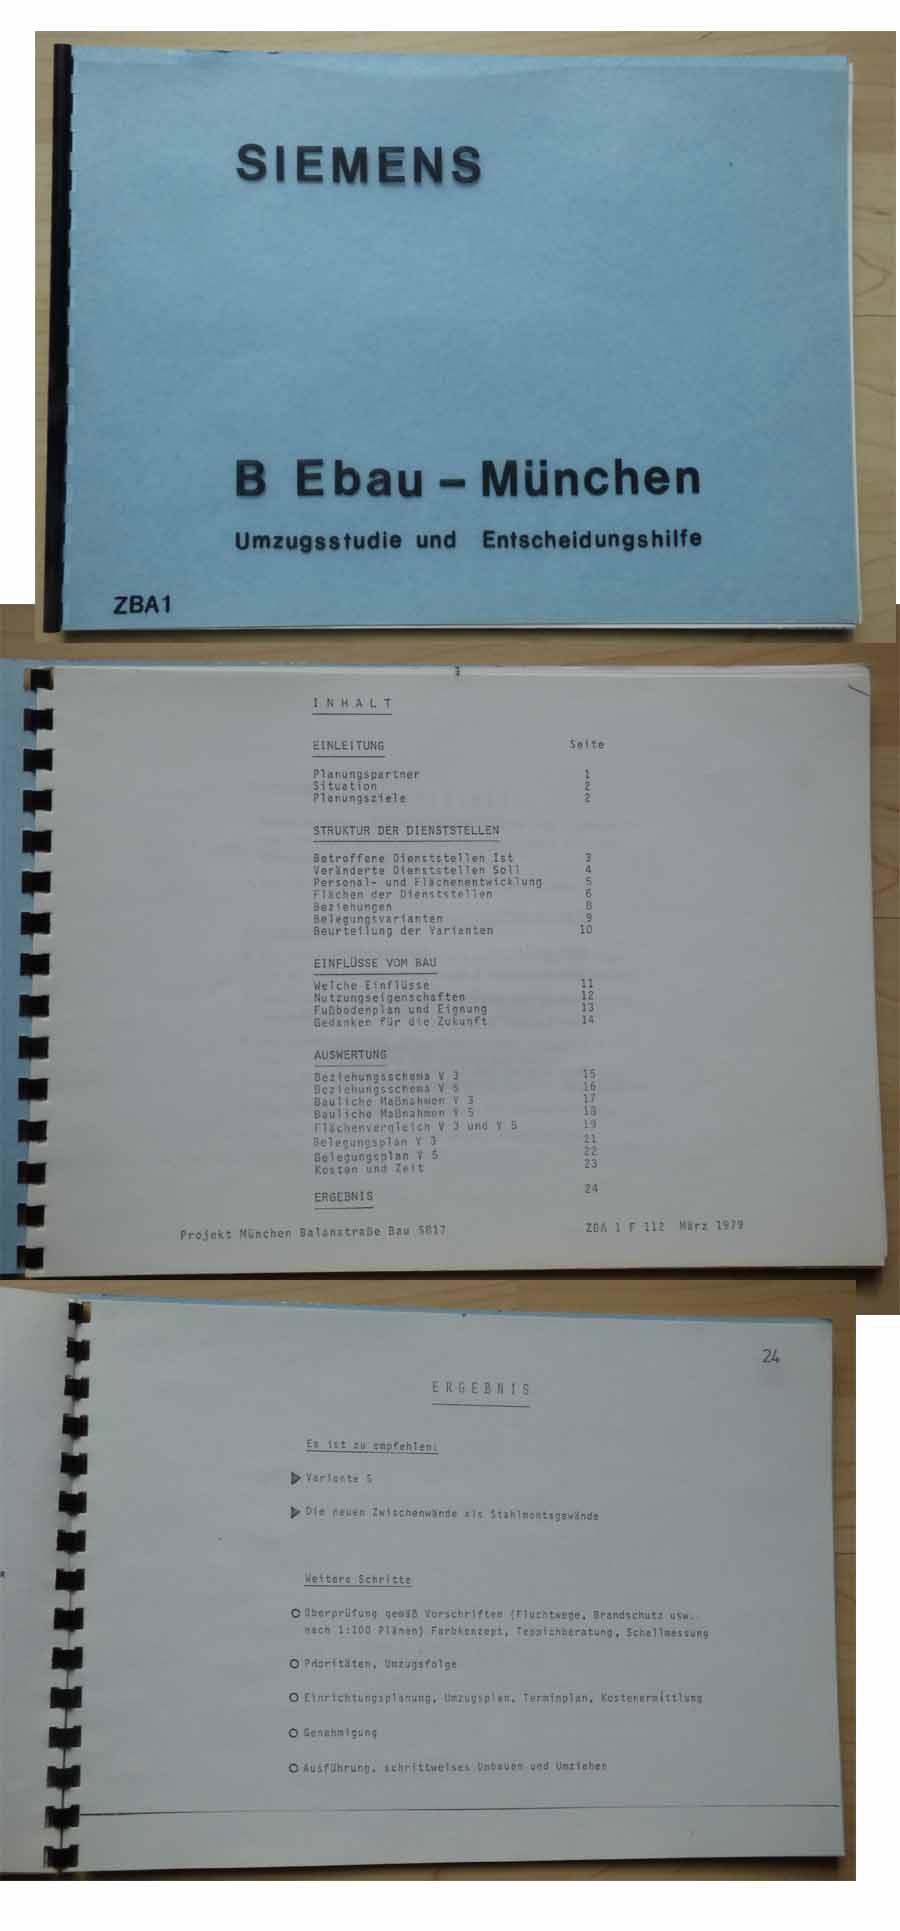 SIEMENS
B Ebau – München
Umzugsstudie und Entscheidungshilfe
ZBA1
INHALT
EINLEITUNG Seite
Planungspartner 1
Situation 2
Planungsziele 2
STRUKTUR DER DIENSTSTELLEN
Betroffene Dienststellen Ist 3
Veränderte Dienststellen Soll 4
Personal- und Flächenentwicklung 5
Flächen der Dienststellen 6
Beziehungen 8
Belegungsvarianten 9
Beurteilung der Varianten 10
EINFLÜSSE VOM BAU
Welche Einflüsse 11
Nutzungseigenschaften 12
Fußbodenplan und Eignung 13
Gedanken für die Zukunft 14
AUSWERTUNG
Beziehungsschema V 3 15
Beziehungsschema V 5 16
Bauliche Maßnahmen V 3 17
Bauliche Maßnahmen V 5 18
Flächenvergleich V 3 und V 5 19
Belegungsplan V 3 21
Belegungsplan V 5 22
Kosten und Zeit 23
ERGEBNIS 24
Projekt München Balanstraße Bau 5017 ZBA 1 F 112 März 1979
24
ERGEBNIS
Es ist zu empfehlen:
Variante 5
Die neuen Zwischenwände als Stahlmontagewände
Weitere Schritte
Überprüfung gemäß Vorschriften (Fluchtwege, Brandschutz usw.
nach 1:100 Plänen) Farbkonzept, Teppichberatung, Schallmessung
Prioritäten, Umzugsfolge
Einrichtungsplanung, Umzugsplan, Terminplan, Kostenermittlung
Genehmigung
Ausführung, schrittweises Umbauen und Umziehen